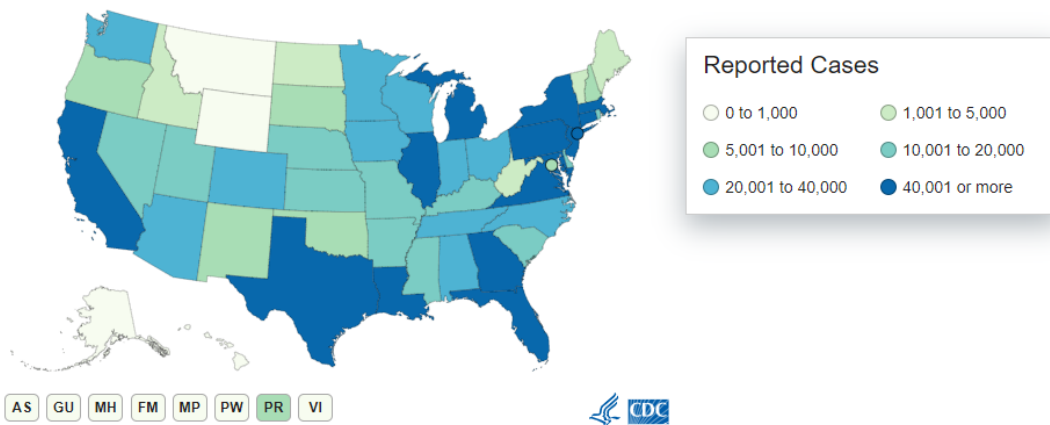 Reported Cases
0 to 1,000
1,001 to 5,000
5,001 to 10,000
10,001 to 20,000
20,001 to 40,000
40,001 or more
AS GU MH FM MP PW PR VI
CDC